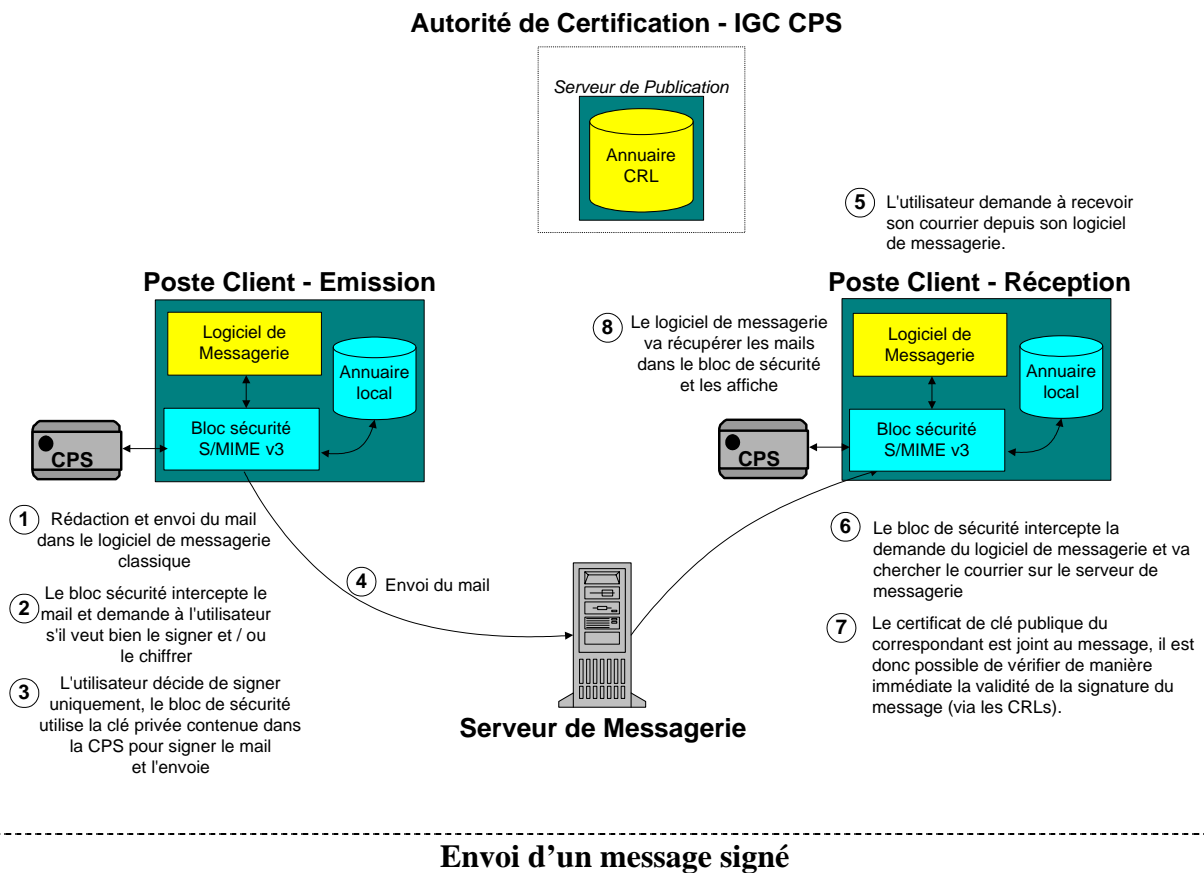 Autorité de Certification - IGC CPS
Serveur de Publication
Annuaire
CRL
5
L'utilisateur demande à recevoir
son courrier depuis son logiciel
de messagerie.
Poste Client - Emission
Logiciel de
Messagerie
Annuaire
local
Bloc sécurité
S/MIME v3
CPS
Poste Client - Réception
8
Le logiciel de messagerie
va récupérer les mails
dans le bloc de sécurité
et les affiche
Logiciel de
Messagerie
Annuaire
local
Bloc sécurité
S/MIME v3
CPS
1
Rédaction et envoi du mail
dans le logiciel de messagerie
classique
2
Le bloc sécurité intercepte le
mail et demande à l'utilisateur
s'il veut bien le signer et / ou
le chiffrer
3
L'utilisateur décide de signer
uniquement, le bloc de sécurité
utilise la clé privée contenue dans
la CPS pour signer le mail
et l'envoie
4
Envoi du mail
Serveur de Messagerie
6
Le bloc de sécurité intercepte la
demande du logiciel de messagerie et va
chercher le courrier sur le serveur de
messagerie
7
Le certificat de clé publique du
correspondant est joint au message, il est
donc possible de vérifier de manière
immédiate la validité de la signature du
message (via les CRLs).
Envoi d’un message signé